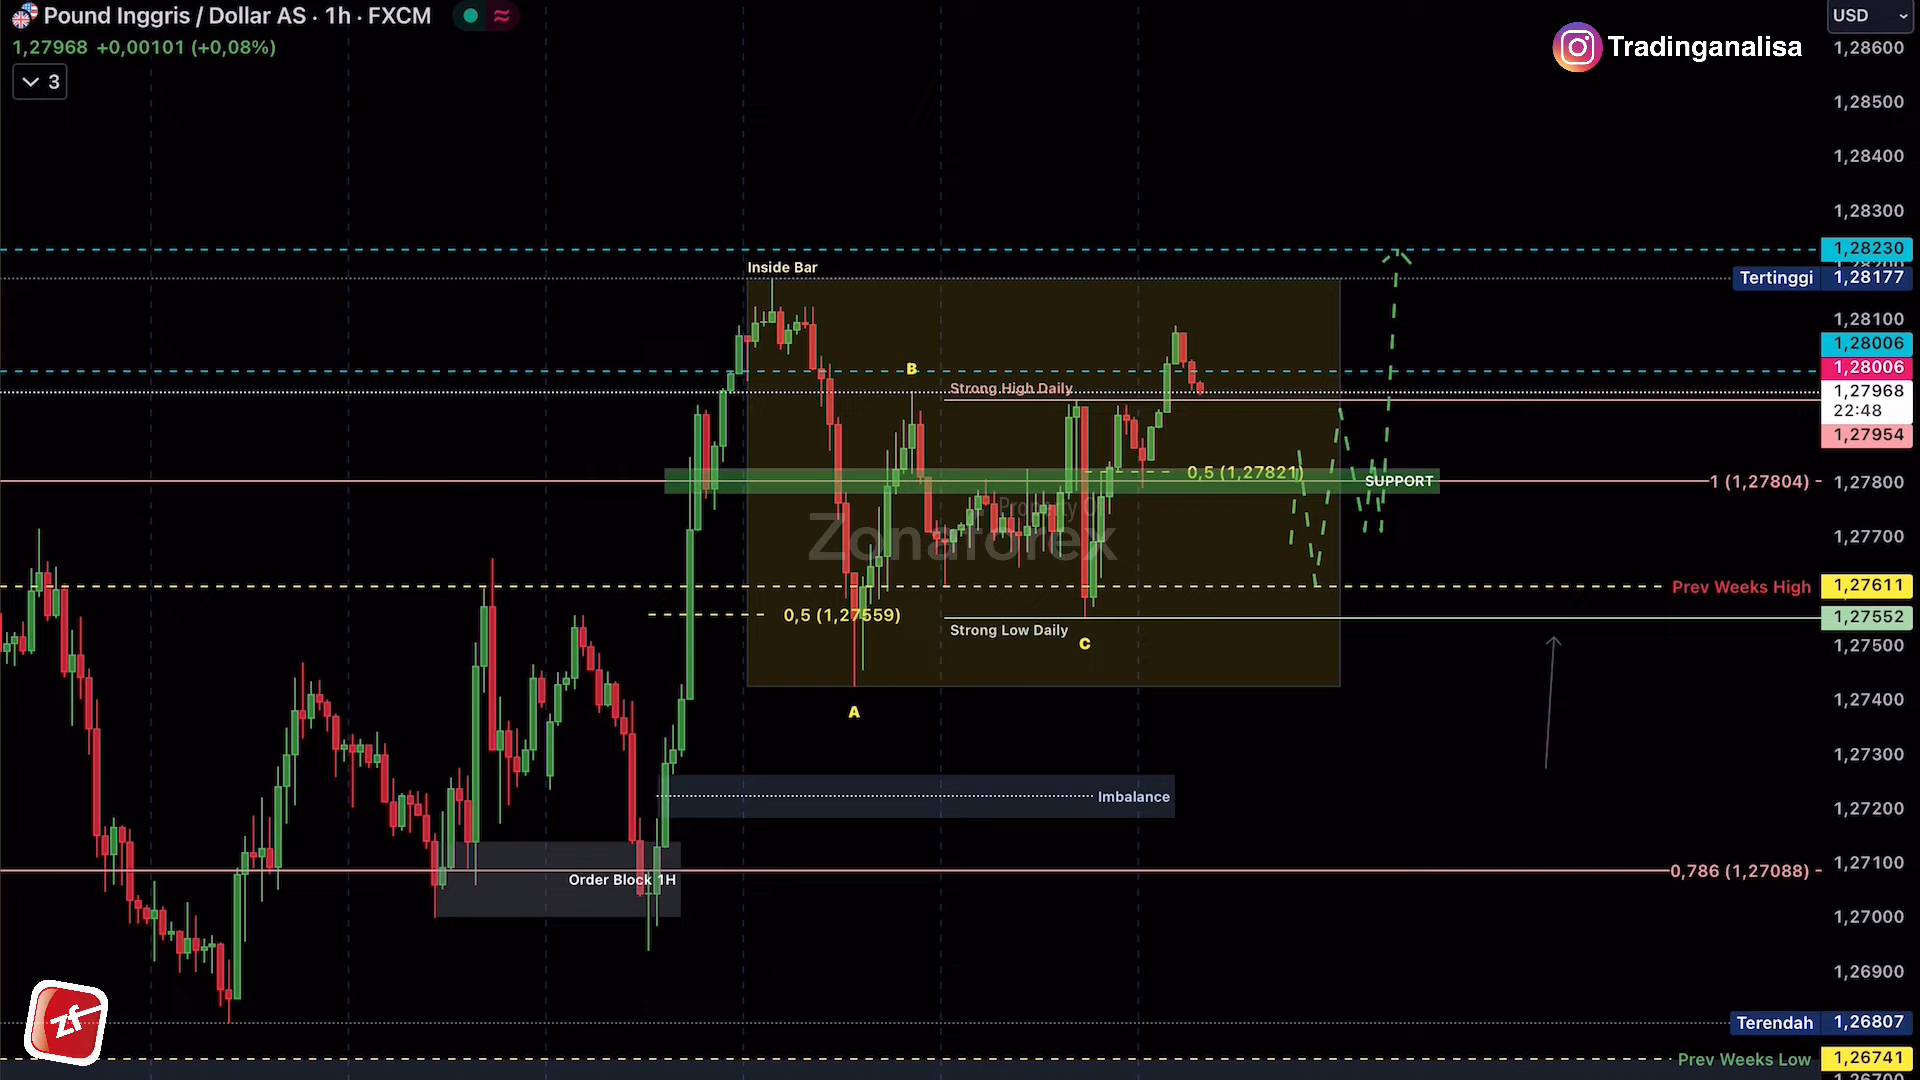 Pound Inggris / Dollar AS · 1h · FXCM
USD
1,27968 +0,00101 (+0,08%)
Tradinganalisa
3
1,28600
1,28500
1,28400
1,28300
1,28230
Inside Bar
Tertinggi 1,28177
1,28100
1,28006
B
1,28006
Strong High Daily
1,27968
22:48
1,27954
0,5 (1,27821)
SUPPORT
1 (1,27804)
1,27800
Property Of
Zonaforex
1,27700
Prev Weeks High 1,27611
0,5 (1,27559)
1,27552
Strong Low Daily
C
1,27500
1,27400
A
1,27300
Imbalance
1,27200
1,27100
0,786 (1,27088)
Order Block 1H
1,27000
1,26900
zf
Terendah 1,26807
Prev Weeks Low 1,26741